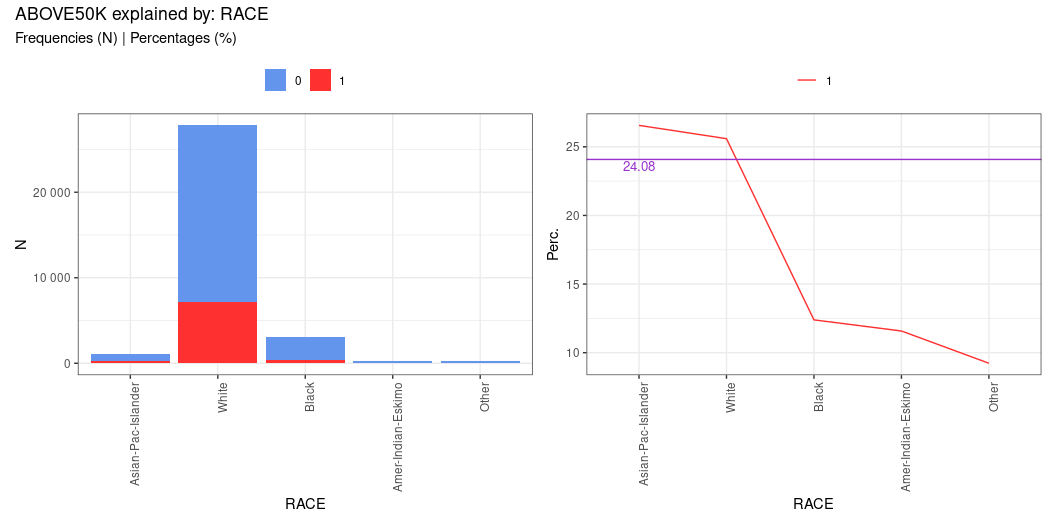 ABOVE50K explained by: RACE
Frequencies (N) | Percentages (%)
0 1
1
N
20 000
10 000
0
Asian-Pac-Islander
White
Black
Amer-Indian-Eskimo
Other
RACE
Perc.
25
20
15
10
24.08
Asian-Pac-Islander
White
Black
Amer-Indian-Eskimo
Other
RACE